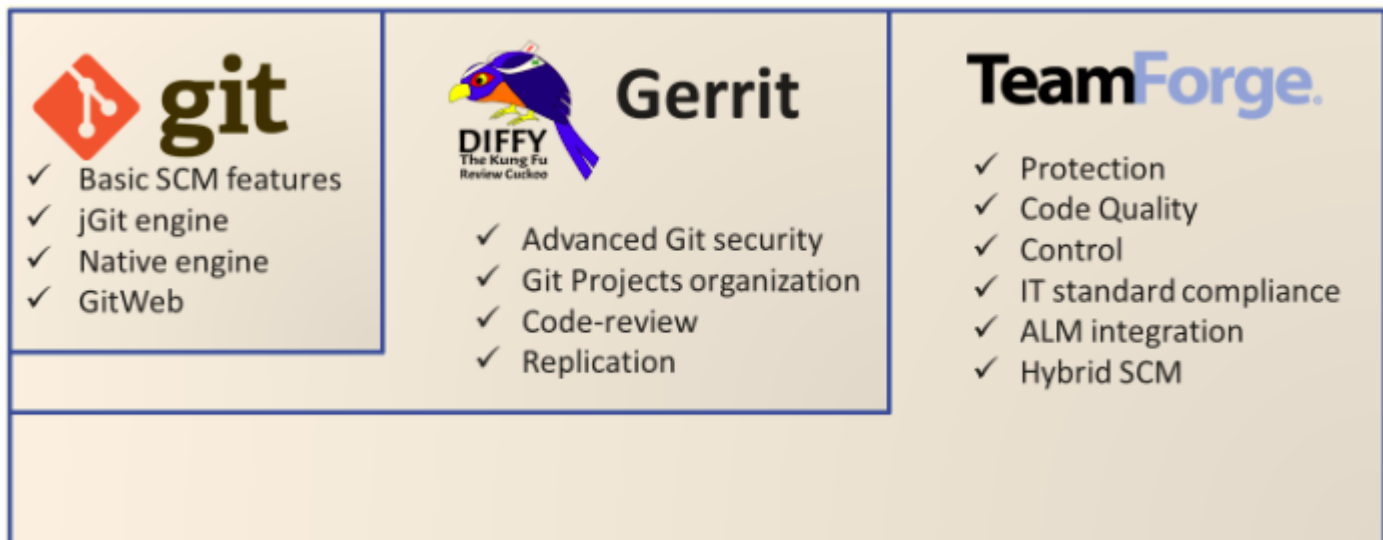 git
✓ Basic SCM features
✓ jGit engine
✓ Native engine
✓ GitWeb
DIFFY
The Kung Fu
Review Cuckoo
Gerrit
✓ Advanced Git security
✓ Git Projects organization
✓ Code-review
✓ Replication
TeamForge.
✓ Protection
✓ Code Quality
✓ Control
✓ IT standard compliance
✓ ALM integration
✓ Hybrid SCM